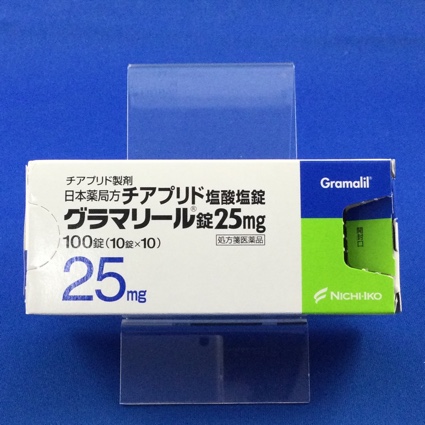 チアプリド製剤
日本薬局方チアプリド塩酸塩錠
グラマリール®錠25mg
100錠(10錠×10)
処方箋医薬品
25mg
Gramalil®
開封口
NICHI-IKO